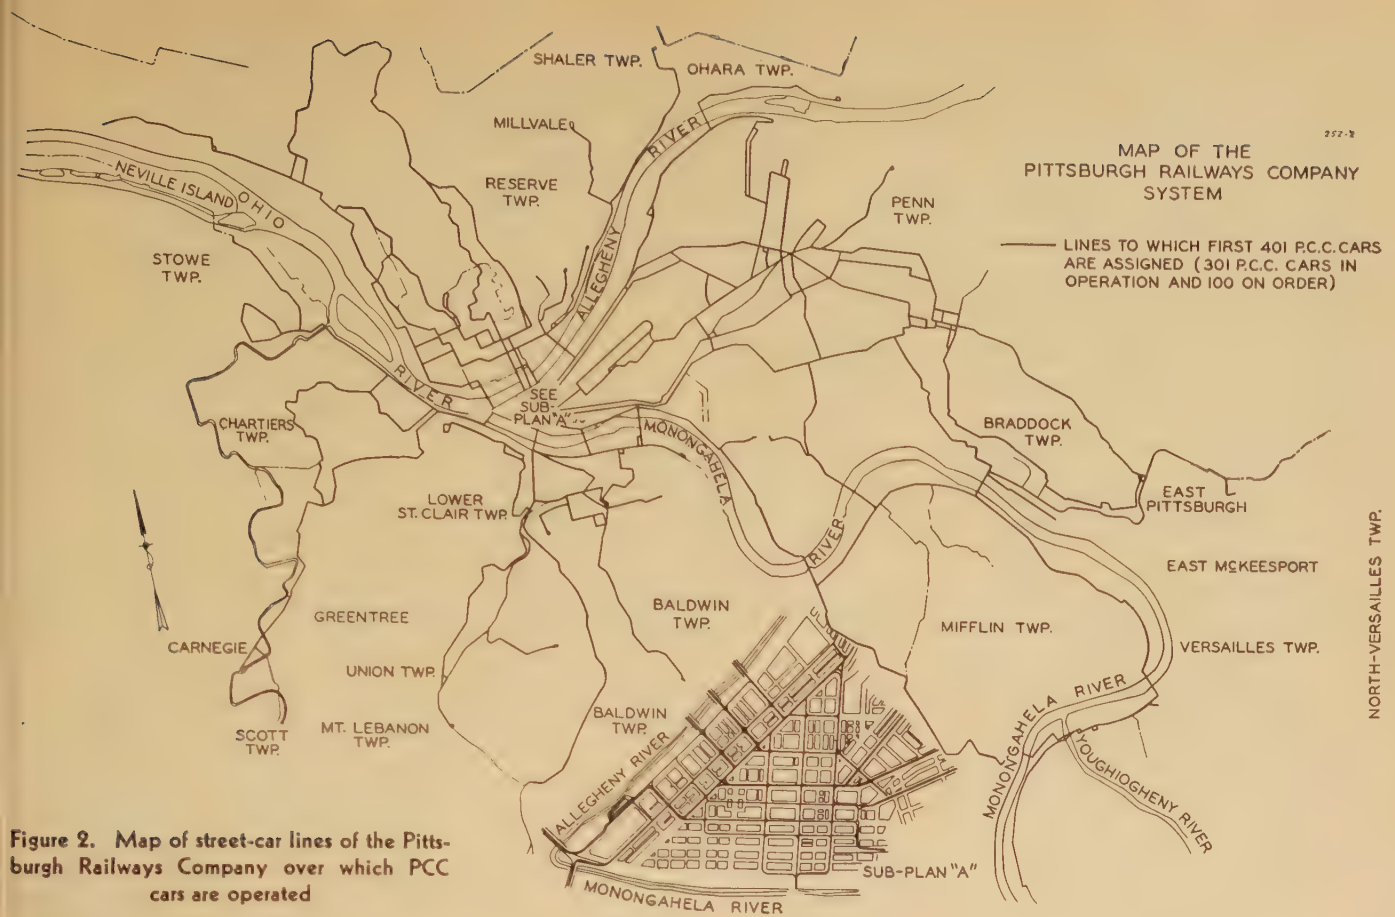 SHALER TWP.
OHARA TWP.
MILLVALE
RIVER
252-2
MAP OF THE
PITTSBURGH RAILWAYS COMPANY
SYSTEM
NEVILLE ISLAND
OHIO
RESERVE
TWP.
PENN
TWP.
LINES TO WHICH FIRST 401 P.C.C. CARS
ARE ASSIGNED (301 P.C.C. CARS IN
OPERATION AND 100 ON ORDER)
STOWE
TWP.
ALLEGHENY
RIVER
SEE
SUB-
PLAN "A"
CHARTIERS
TWP.
MONONGAHELA
BRADDOCK
TWP.
LOWER
ST. CLAIR TWP.
EAST
PITTSBURGH
RIVER
EAST McKEESPORT
NORTH-VERSAILLES TWP.
GREENTREE
BALDWIN
TWP.
MIFFLIN TWP.
CARNEGIE
VERSAILLES TWP.
UNION TWP.
MONONGAHELA RIVER
SCOTT
TWP.
MT. LEBANON
TWP.
BALDWIN
TWP.
ALLEGHENY RIVER
YOUGHIOGHENY RIVER
SUB-PLAN "A"
MONONGAHELA RIVER
Figure 2. Map of street-car lines of the Pitts-
burgh Railways Company over which PCC
cars are operated